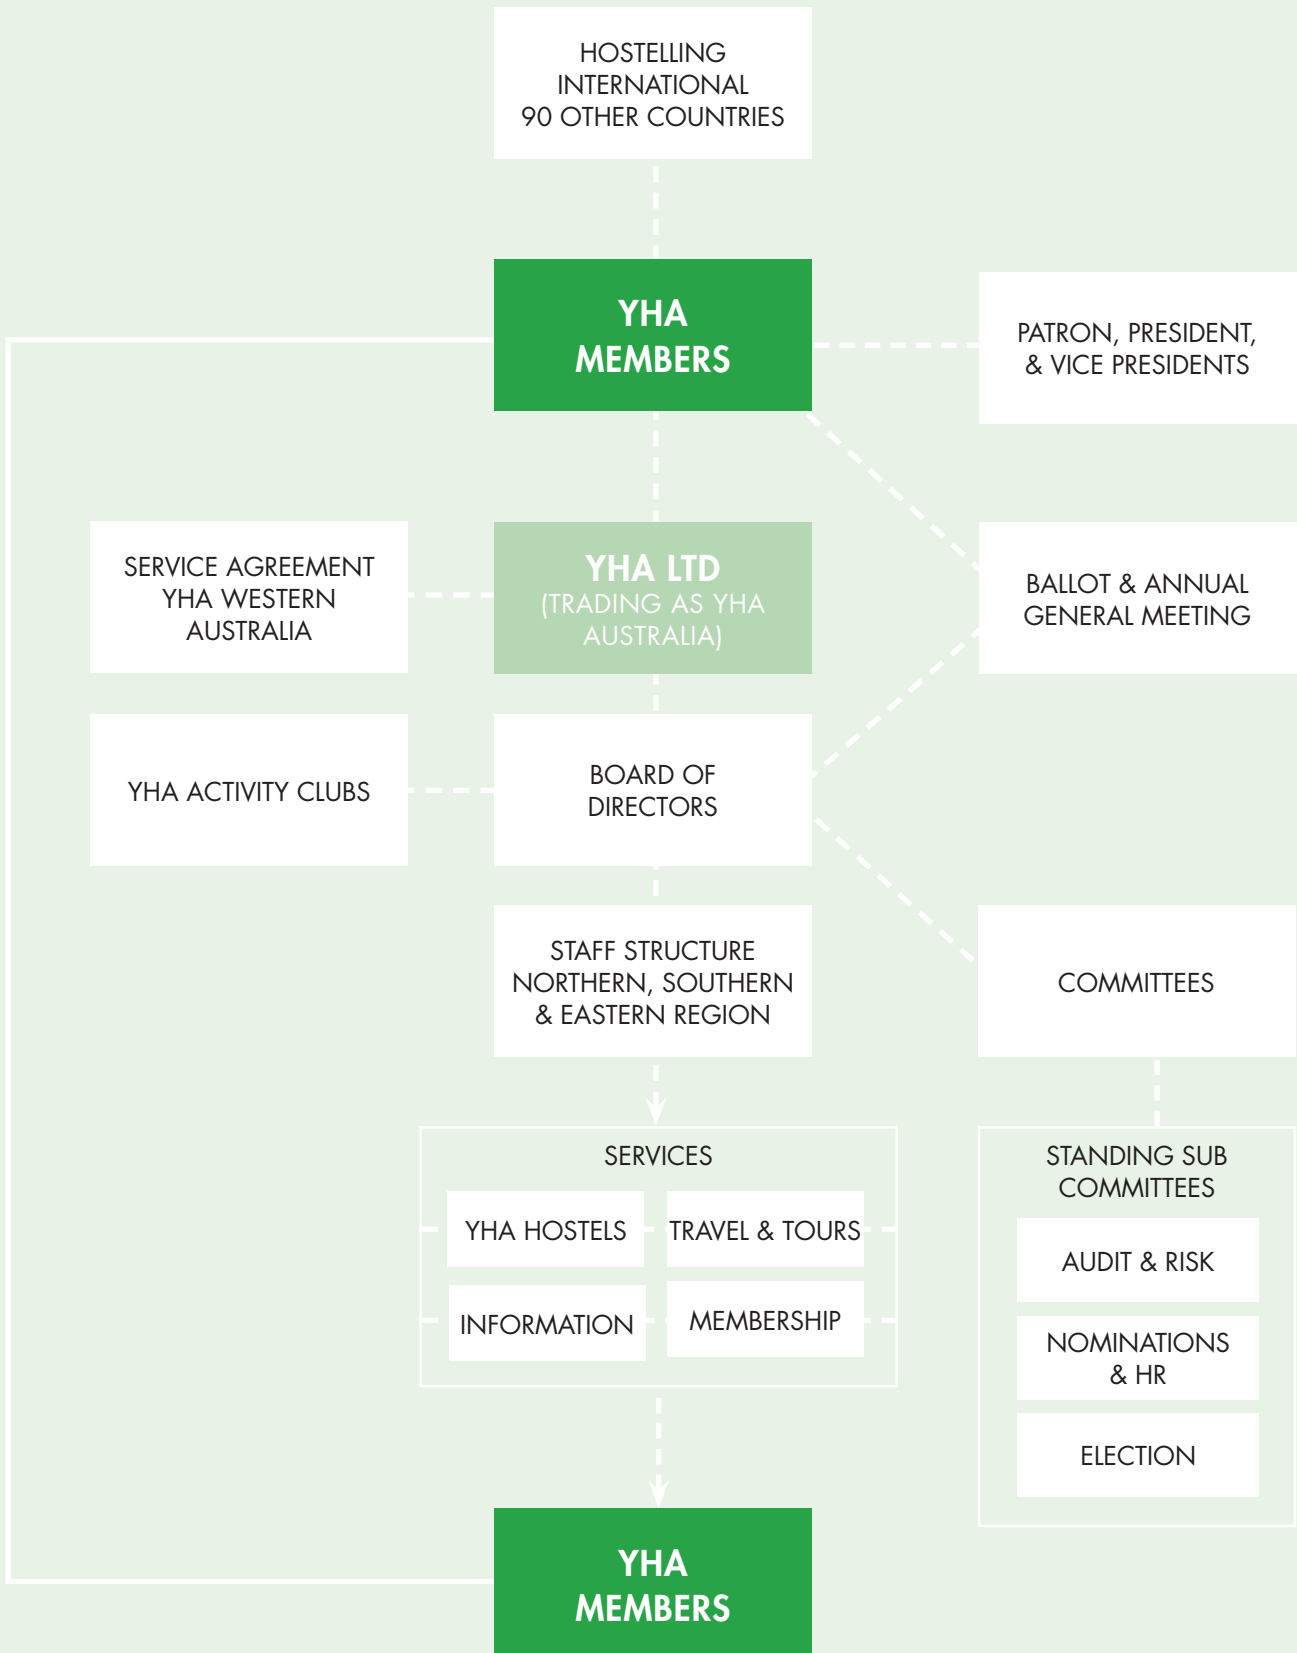 HOSTELLING
INTERNATIONAL
90 OTHER COUNTRIES
YHA
MEMBERS
PATRON, PRESIDENT,
& VICE PRESIDENTS
SERVICE AGREEMENT
YHA WESTERN
AUSTRALIA
YHA LTD
(TRADING AS YHA
AUSTRALIA)
BALLOT & ANNUAL
GENERAL MEETING
YHA ACTIVITY CLUBS
BOARD OF
DIRECTORS
STAFF STRUCTURE
NORTHERN, SOUTHERN
& EASTERN REGION
COMMITTEES
SERVICES
YHA HOSTELS
TRAVEL & TOURS
INFORMATION
MEMBERSHIP
STANDING SUB
COMMITTEES
AUDIT & RISK
NOMINATIONS
& HR
ELECTION
YHA
MEMBERS